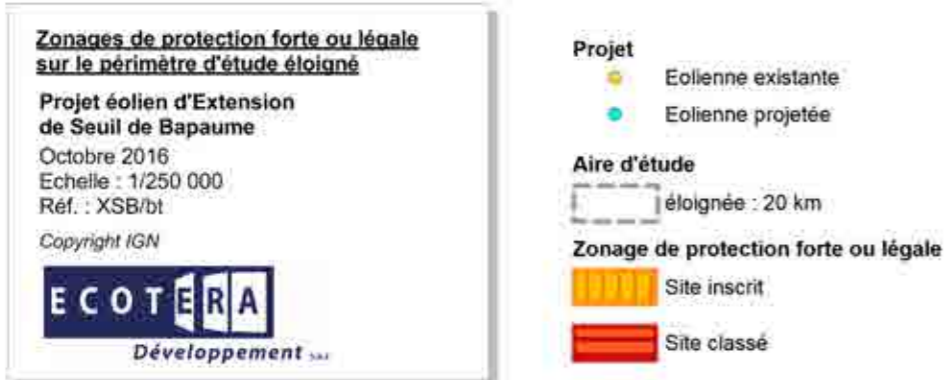 Zonages de protection forte ou légale
sur le périmètre d'étude éloigné
Projet éolien d'Extension
de Seuil de Bapaume
Octobre 2016
Echelle : 1/250 000
Réf. : XSB/bt
Copyright IGN
ECOTERA
Développement
Projet
Eolienne existante
Eolienne projetée
Aire d'étude
éloignée : 20 km
Zonage de protection forte ou légale
Site inscrit
Site classé